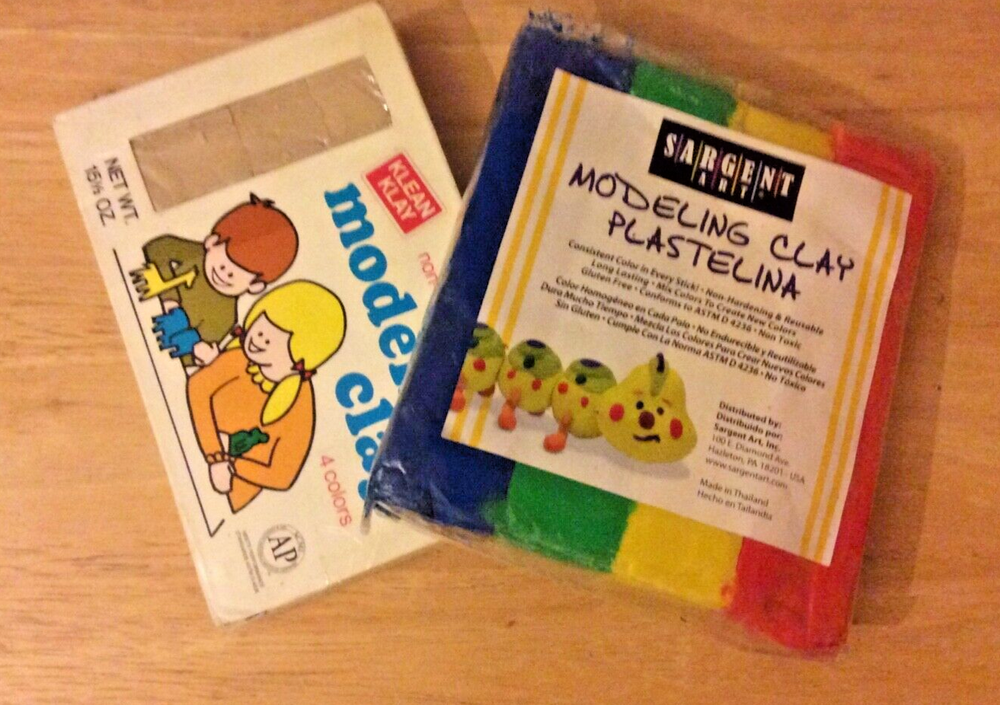 NET WT.
KLEAN
KLAY
non
4 colors
AP
SARGENT
ART
MODELING CLAY
PLASTELINA
Consistent Color in Every Stick! • Non-Hardening & Reusable
Long Lasting • Mix Colors To Create New Colors
Gluten Free • Conforms to ASTM D 4236 • Non Toxic
Color Homogéneo en Cada Palo • No Endurecible y Reutilizable
Dura Mucho Tiempo • Mezcla Los Colores Para Crear Nuevos Colores
Sin Gluten • Cumple Con La Norma ASTM D 4236 • No Tóxico
Distributed by:
Distribuido por:
Sargent Art, Inc.
100 E. Diamond Ave.
Hazleton, PA 18201 - USA
www.sargentart.com
Made in Thailand
Hecho en Tailandia